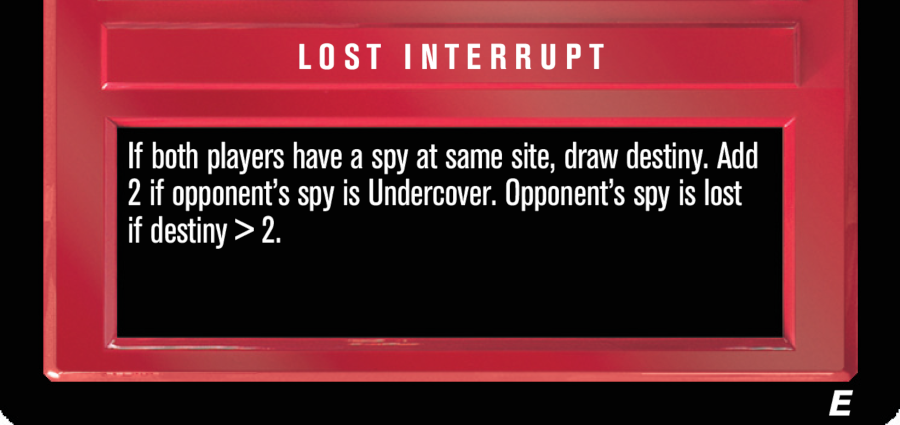 LOST INTERRUPT
If both players have a spy at same site, draw destiny. Add
2 if opponent's spy is Undercover. Opponent's spy is lost
if destiny > 2.
E